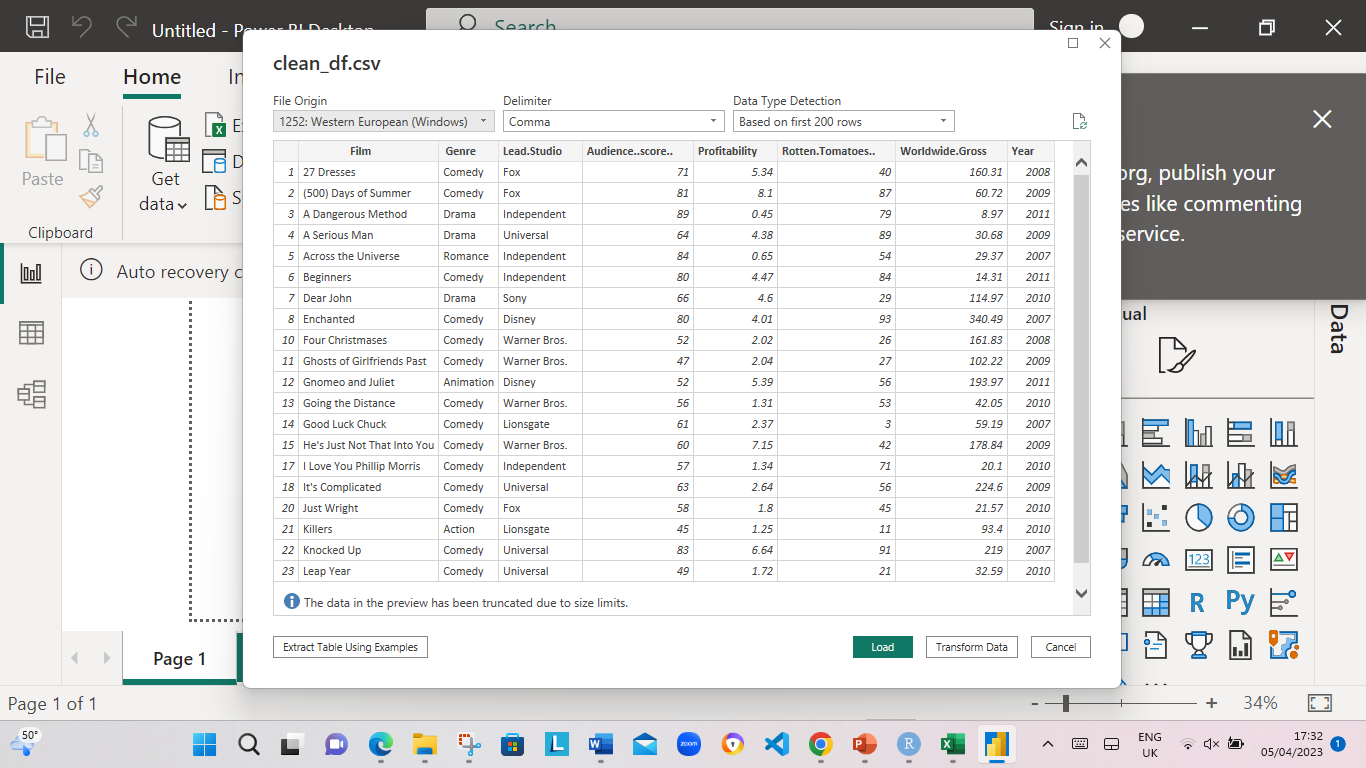 Untitled - Power BI Desktop
Search
Sign in
File
Home
In
Paste
Clipboard
Get
data
Auto recovery c
clean_df.csv
File Origin
Delimiter
Data Type Detection
1252: Western European (Windows)
Comma
Based on first 200 rows
Film Genre Lead.Studio Audience..score.. Profitability Rotten.Tomatoes.. Worldwide.Gross Year
1 27 Dresses Comedy Fox 71 5.34 40 160.31 2008
2 (500) Days of Summer Comedy Fox 81 8.1 87 60.72 2009
3 A Dangerous Method Drama Independent 89 0.45 79 8.97 2011
4 A Serious Man Drama Universal 64 4.38 89 30.68 2009
5 Across the Universe Romance Independent 84 0.65 54 29.37 2007
6 Beginners Comedy Independent 80 4.47 84 14.31 2011
7 Dear John Drama Sony 66 4.6 29 114.97 2010
8 Enchanted Comedy Disney 80 4.01 93 340.49 2007
10 Four Christmases Comedy Warner Bros. 52 2.02 26 161.83 2008
11 Ghosts of Girlfriends Past Comedy Warner Bros. 47 2.04 27 102.22 2009
12 Gnomeo and Juliet Animation Disney 52 5.39 56 193.97 2011
13 Going the Distance Comedy Warner Bros. 56 1.31 53 42.05 2010
14 Good Luck Chuck Comedy Lionsgate 61 2.37 3 59.19 2007
15 He's Just Not That Into You Comedy Warner Bros. 60 7.15 42 178.84 2009
17 I Love You Phillip Morris Comedy Independent 57 1.34 71 20.1 2010
18 It's Complicated Comedy Universal 63 2.64 56 224.6 2009
20 Just Wright Comedy Fox 58 1.8 45 21.57 2010
21 Killers Action Lionsgate 45 1.25 11 93.4 2010
22 Knocked Up Comedy Universal 83 6.64 91 219 2007
23 Leap Year Comedy Universal 49 1.72 21 32.59 2010
The data in the preview has been truncated due to size limits.
Extract Table Using Examples
Load
Transform Data
Cancel
org, publish your
es like commenting
service.
ual
Data
123
R
Py
Page 1
Page 1 of 1
- + 34%
50°
L
W
zoom
P
R
X
ENG
UK
17:32
05/04/2023
1